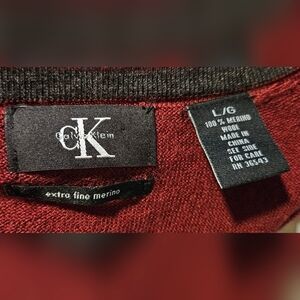 cK
Calvin Klein
extra fine merino
L/G
100% MERINO
WOOL
MADE IN
CHINA
SEE SIDE
FOR CARE
RN 36543